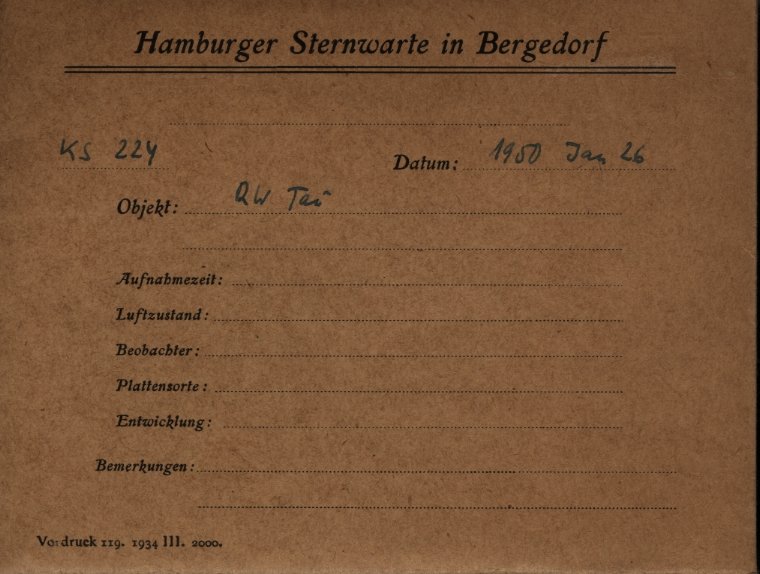 Hamburger Sternwarte in Bergedorf
KS 224
Datum: 1950 Jan 26
Objekt: RW Tau
Aufnahmezeit:
Luftzustand:
Beobachter:
Plattensorte:
Entwicklung:
Bemerkungen:
Vordruck 119. 1934 III. 2000.